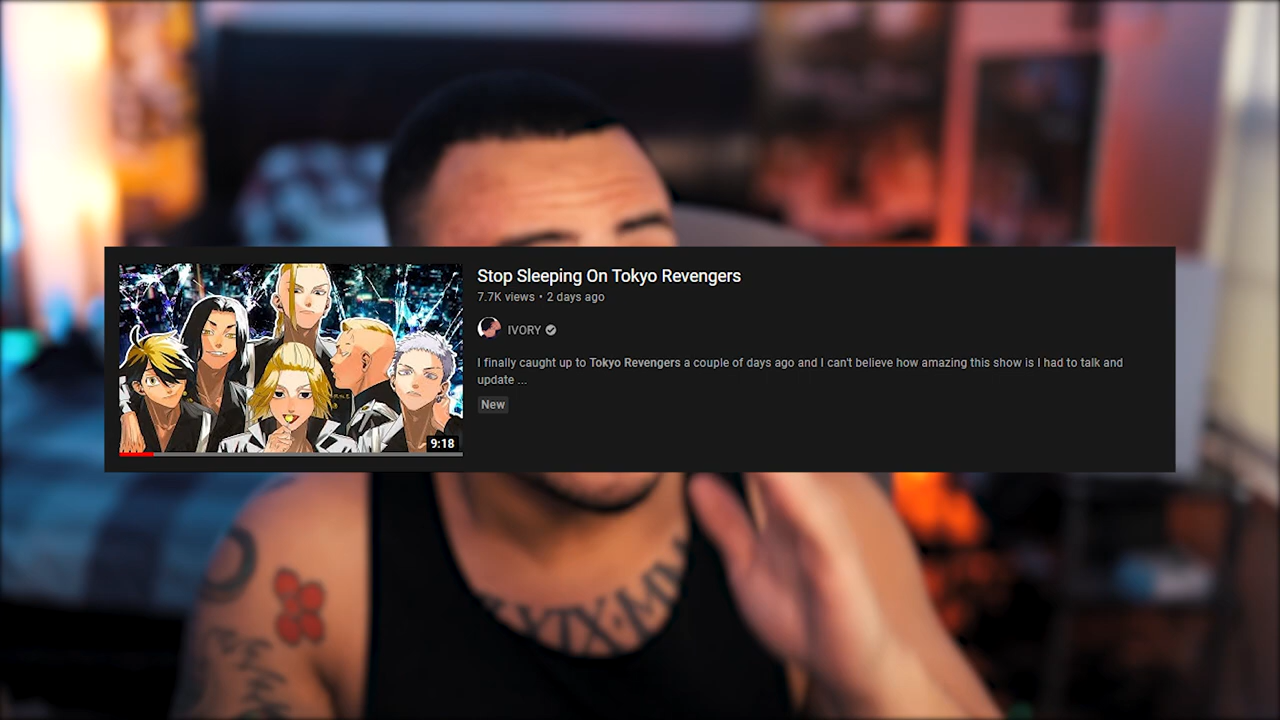 Stop Sleeping On Tokyo Revengers
7.7K views • 2 days ago
IVORY
I finally caught up to Tokyo Revengers a couple of days ago and I can't believe how amazing this show is I had to talk and
update ...
New
9:18